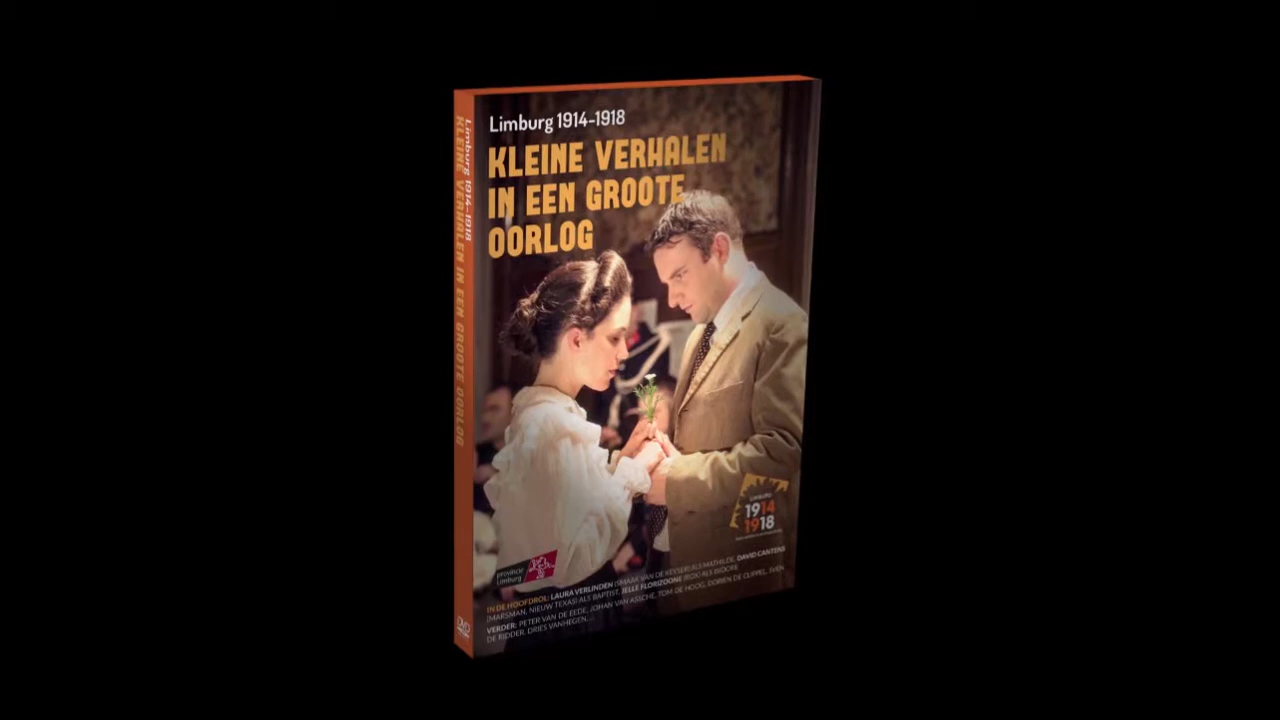 Limburg 1914-1918
KLEINE VERHALEN
IN EEN GROOTE
OORLOG
Limburg 1914-1918
KLEINE VERHALEN IN EEN GROOTE OORLOG
1914
1918
provincie
Limburg
IN DE HOOFDROL: LAURA VERLINDEN (SMAAK VAN DE KEYSER) ALS MATHILDE, DAVID CANTENS
(MARSMAN, NIEUW TEXAS) ALS BAPTIST, JELLE FLORIZOONE (ROX) ALS ISIDORE
VERDER: PETER VAN DE EEDE, JOHAN VAN ASSCHE, TOM DE HOOG, DORIEN DE CLIPPEL, SVEN
DE RIDDER, DRIES VANHEGEN...
DVD